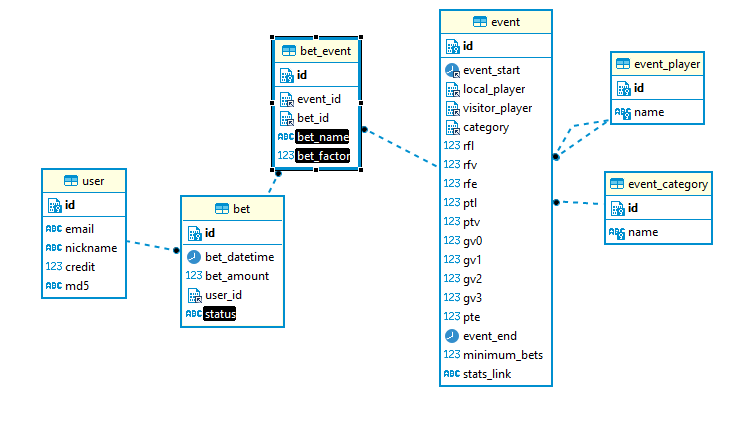 user
id
ABC email
ABC nickname
123 credit
ABC md5
bet
id
bet_datetime
123 bet_amount
user_id
ABC status
bet_event
id
event_id
bet_id
ABC bet_name
123 bet_factor
event
id
event_start
local_player
visitor_player
category
123 rfl
123 rfv
123 rfe
123 ptl
123 ptv
123 gv0
123 gv1
123 gv2
123 gv3
123 pte
event_end
123 minimum_bets
ABC stats_link
event_player
id
ABC name
event_category
id
ABC name